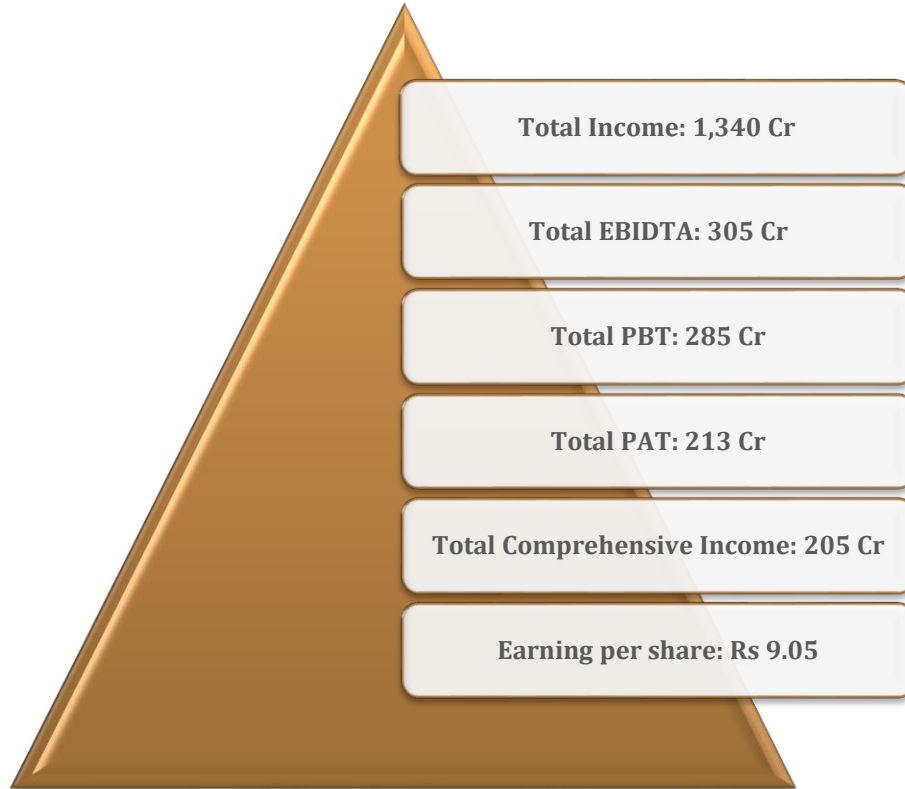 Total Income: 1,340 Cr
Total EBIDTA: 305 Cr
Total PBT: 285 Cr
Total PAT: 213 Cr
Total Comprehensive Income: 205 Cr
Earning per share: Rs 9.05